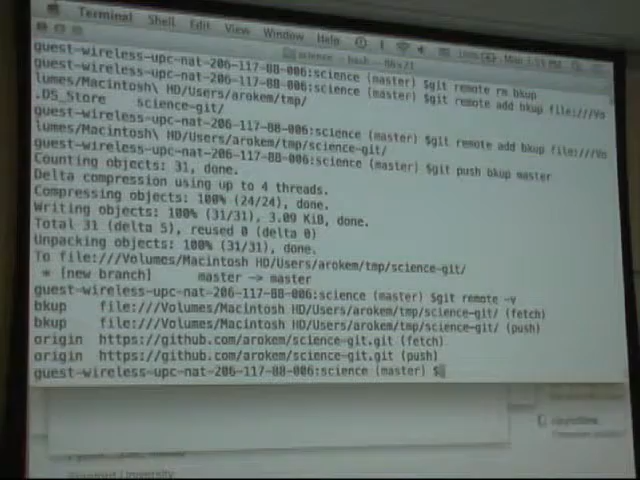 Terminal Shell Edit View Window Help
guest-wireless-upc-nat-206-117-88-006:science (master) $git remote rm bkup
guest-wireless-upc-nat-206-117-88-006:science (master) $git remote add bkup file:///Vo
lumes/Macintosh\ HD/Users/arokem/tmp/
.DS_Store science-git/
guest-wireless-upc-nat-206-117-88-006:science (master) $git remote add bkup file:///Vo
lumes/Macintosh\ HD/Users/arokem/tmp/science-git/
guest-wireless-upc-nat-206-117-88-006:science (master) $git push bkup master
Counting objects: 31, done.
Delta compression using up to 4 threads.
Compressing objects: 100% (24/24), done.
Writing objects: 100% (31/31), 3.09 KiB, done.
Total 31 (delta 5), reused 0 (delta 0)
Unpacking objects: 100% (31/31), done.
To file:///Volumes/Macintosh HD/Users/arokem/tmp/science-git/
* [new branch] master -> master
guest-wireless-upc-nat-206-117-88-006:science (master) $git remote -v
bkup file:///Volumes/Macintosh HD/Users/arokem/tmp/science-git/ (fetch)
bkup file:///Volumes/Macintosh HD/Users/arokem/tmp/science-git/ (push)
origin https://github.com/arokem/science-git.git (fetch)
origin https://github.com/arokem/science-git.git (push)
guest-wireless-upc-nat-206-117-88-006:science (master) $
University